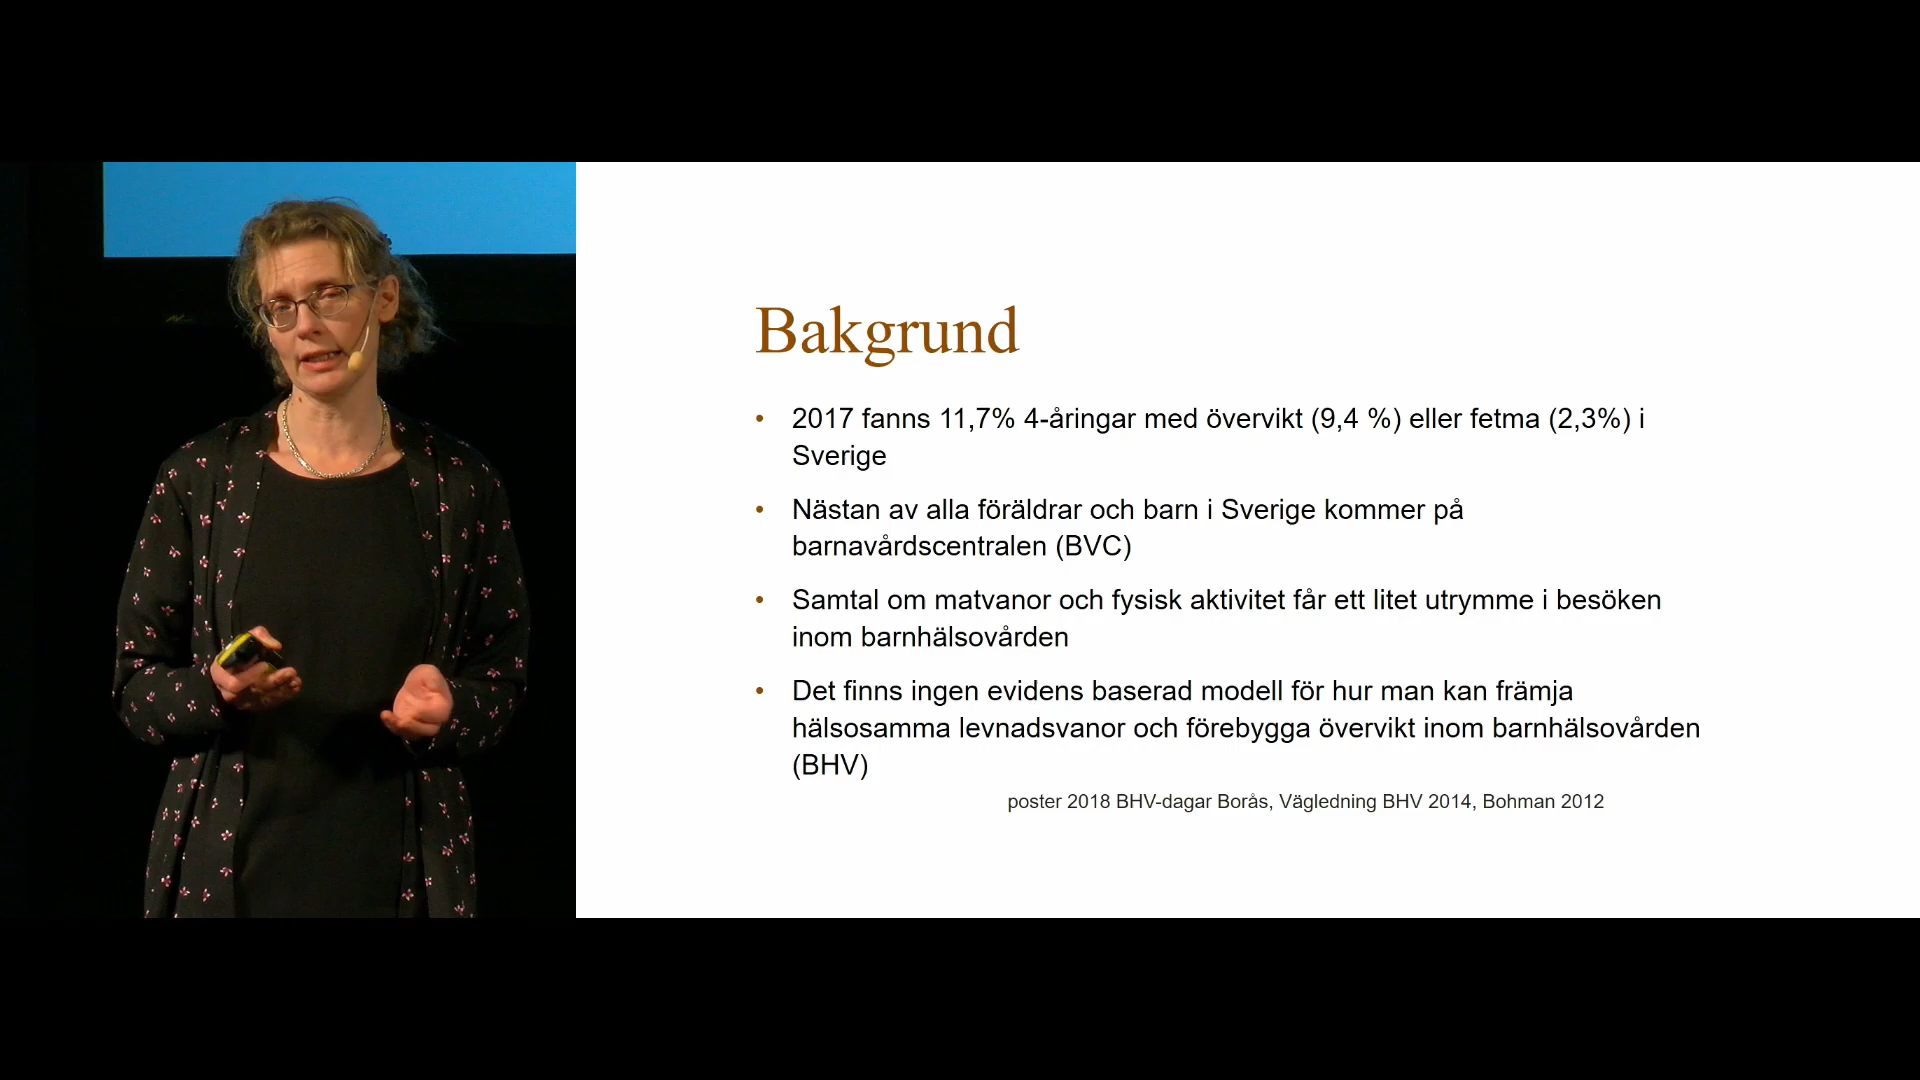 Bakgrund
• 2017 fanns 11,7% 4-åringar med övervikt (9,4 %) eller fetma (2,3%) i
Sverige
• Nästan av alla föräldrar och barn i Sverige kommer på
barnavårdscentralen (BVC)
• Samtal om matvanor och fysisk aktivitet får ett litet utrymme i besöken
inom barnhälsovården
• Det finns ingen evidens baserad modell för hur man kan främja
hälsosamma levnadsvanor och förebygga övervikt inom barnhälsovården
(BHV)
poster 2018 BHV-dagar Borås, Vägledning BHV 2014, Bohman 2012